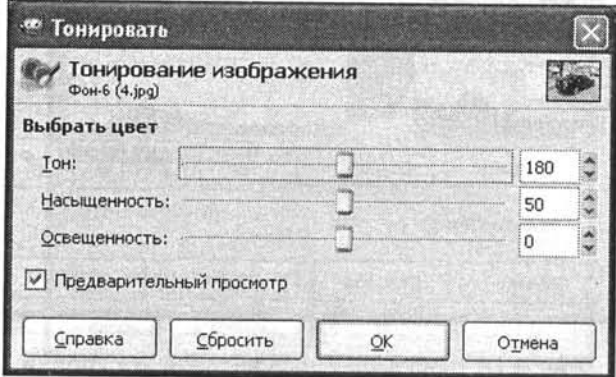 Тонировать
Тонирование изображения
Фон-6 (4.jpg)
Выбрать цвет
Тон: 180
Насыщенность: 50
Освещенность: 0
Предварительный просмотр
Справка Сбросить OK Отмена